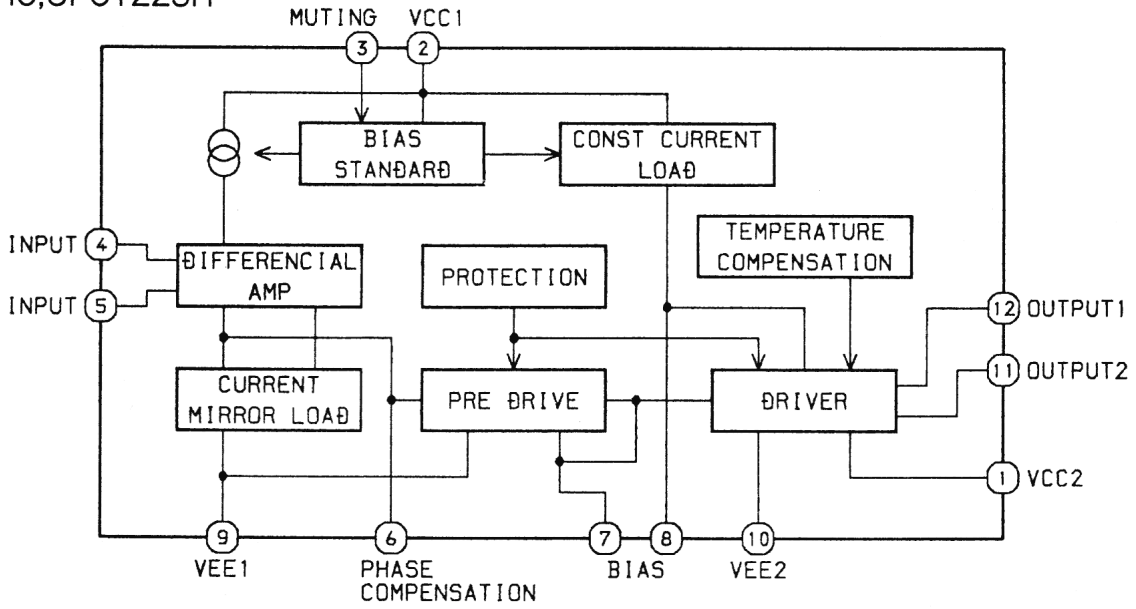 MUTING VCC1
3 2
BIAS
STANDARD
CONST CURRENT
LOAD
INPUT 4
DIFFERENCIAL
AMP
INPUT 5
PROTECTION
TEMPERATURE
COMPENSATION
12 OUTPUT1
11 OUTPUT2
CURRENT
MIRROR LOAD
PRE DRIVE
DRIVER
1 VCC2
9 6 7 8 10
VEE1
PHASE
COMPENSATION
BIAS
VEE2